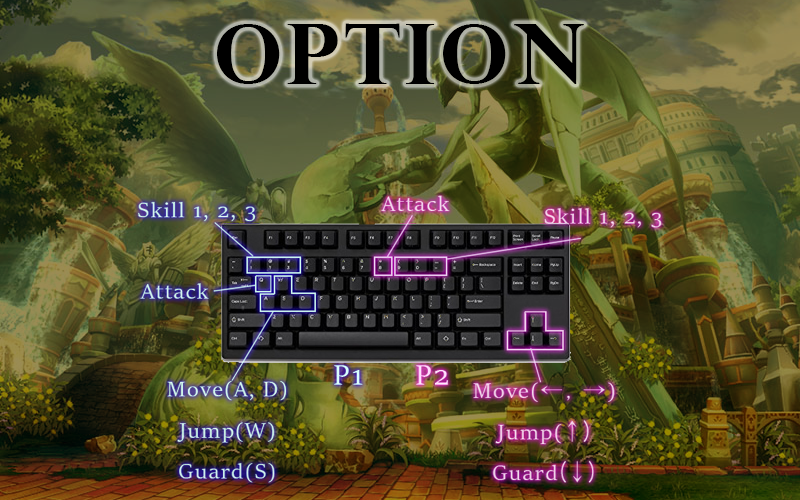 OPTION
Skill 1, 2, 3
Attack
Skill 1, 2, 3
Attack
P1
P2
Move(A, D)
Move(←, →)
Jump(W)
Jump(↑)
Guard(S)
Guard(↓)